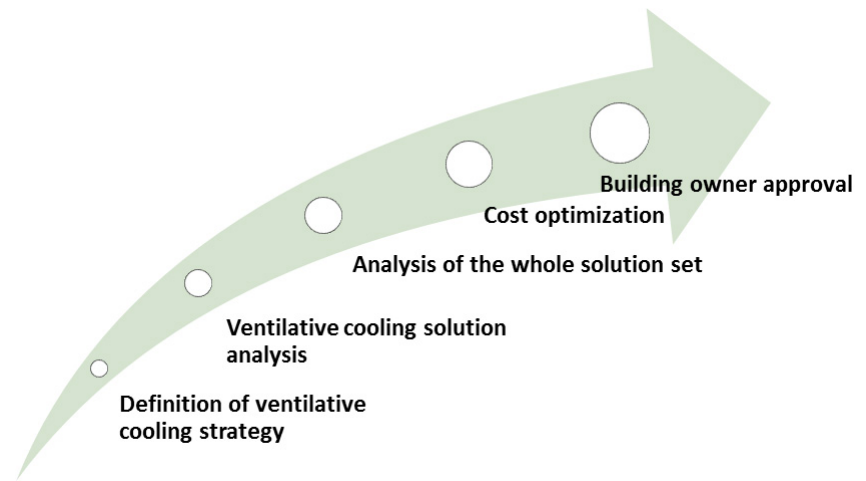 Building owner approval
Cost optimization
Analysis of the whole solution set
Ventilative cooling solution
analysis
Definition of ventilative
cooling strategy